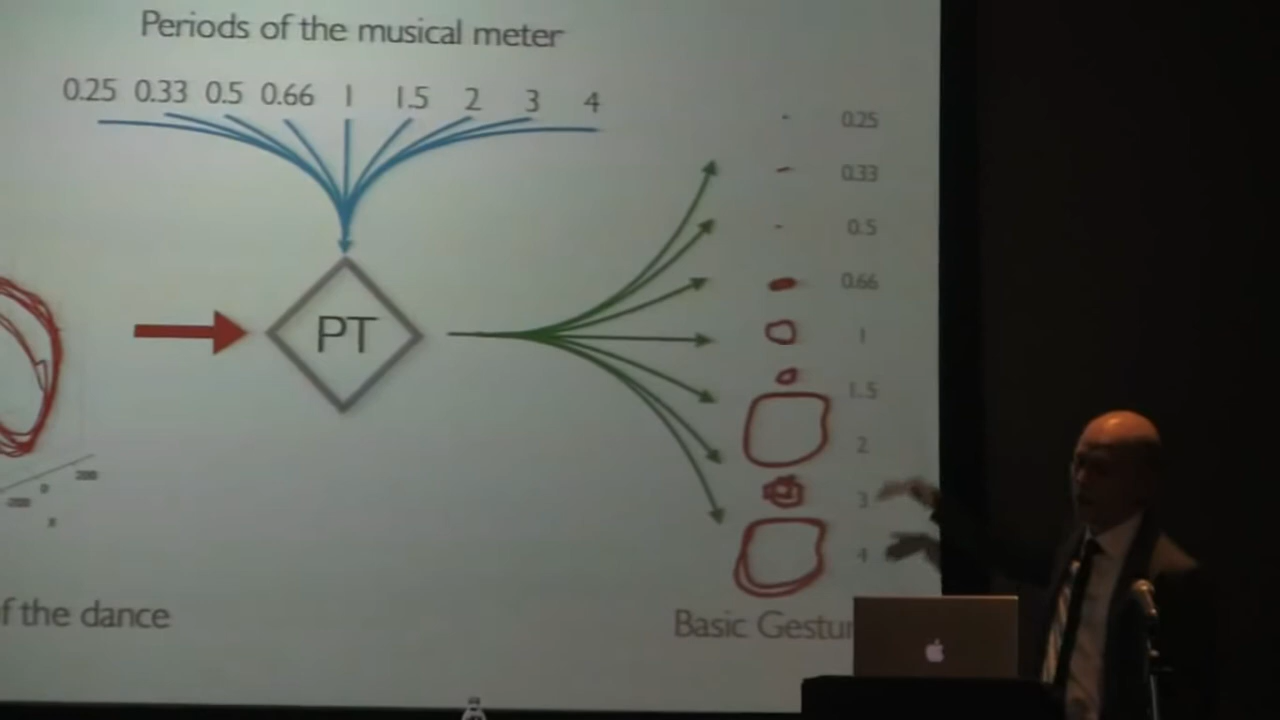 Periods of the musical meter
0.25 0.33 0.5 0.66 1 1.5 2 3 4
0.25
0.33
0.5
0.66
1
1.5
2
3
4
PT
f the dance
Basic Gestur